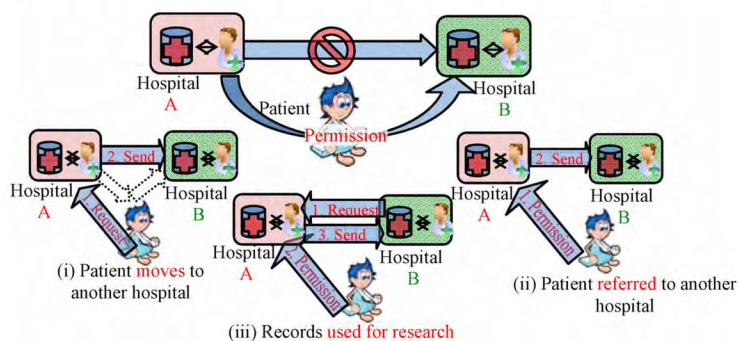 Hospital
A
Patient
Permission
Hospital
B
2. Send
Hospital
A
Hospital
B
1. Request
(i) Patient moves to
another hospital
1. Request
3. Send
Hospital
A
Hospital
B
2. Permission
(iii) Records used for research
2. Send
Hospital
A
Hospital
B
1. Permission
(ii) Patient referred to another
hospital